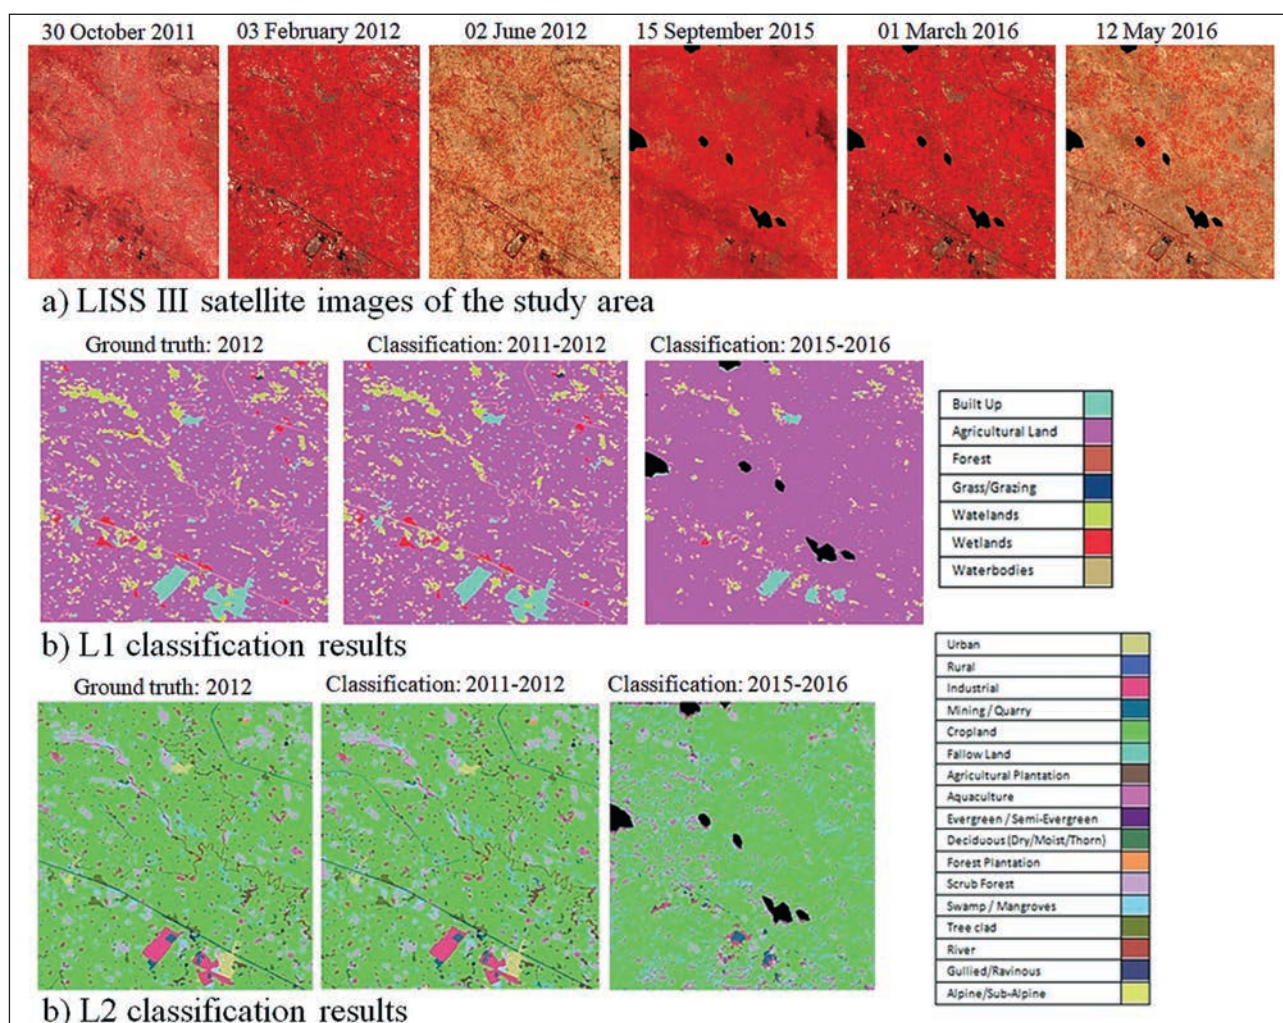 30 October 2011 03 February 2012 02 June 2012 15 September 2015 01 March 2016 12 May 2016
a) LISS III satellite images of the study area
Ground truth: 2012 Classification: 2011-2012 Classification: 2015-2016
Built Up
Agricultural Land
Forest
Grass/Grazing
Watelands
Wetlands
Waterbodies
b) L1 classification results
Ground truth: 2012 Classification: 2011-2012 Classification: 2015-2016
Urban
Rural
Industrial
Mining / Quarry
Cropland
Fallow Land
Agricultural Plantation
Aquaculture
Evergreen / Semi-Evergreen
Deciduous (Dry/Moist/Thorn)
Forest Plantation
Scrub Forest
Swamp / Mangroves
Tree clad
River
Gullied/Ravinous
Alpine/Sub-Alpine
b) L2 classification results